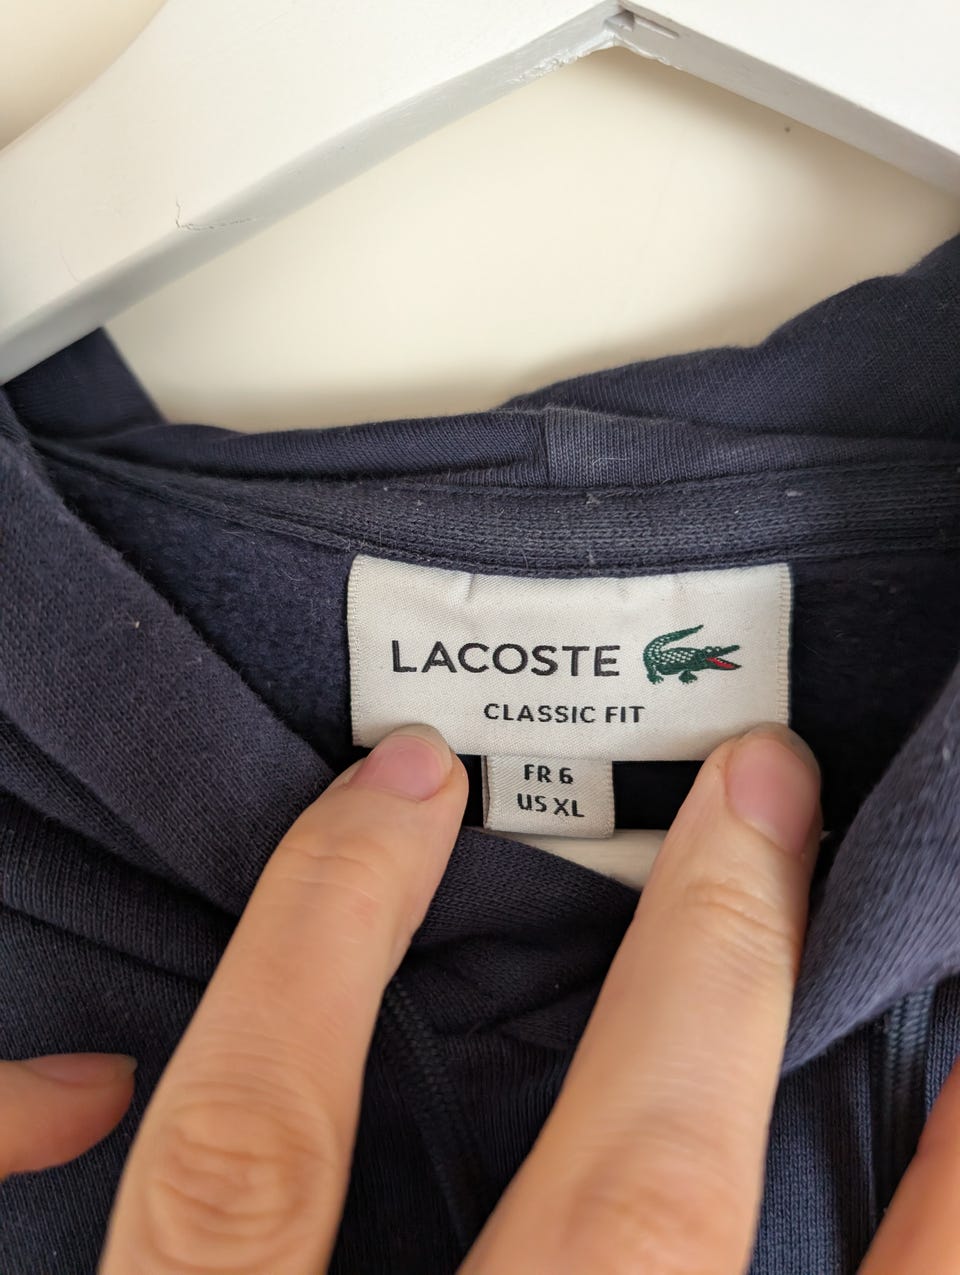 LACOSTE
CLASSIC FIT
FR 6
US XL